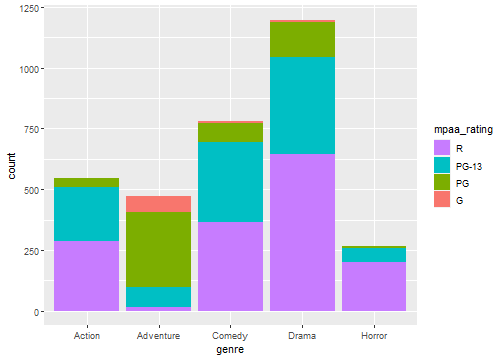 1250
1000
750
500
250
0
count
Action Adventure Comedy Drama Horror
genre
mpaa_rating
R
PG-13
PG
G